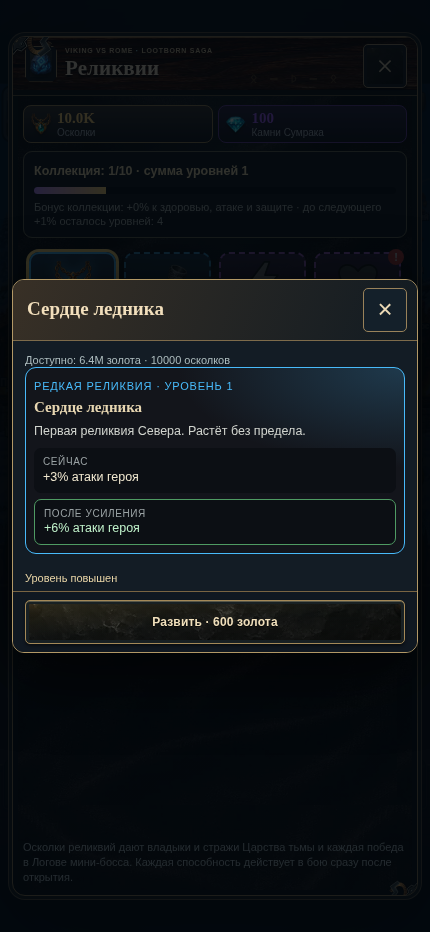 VIKING VS ROME · LOOTBORN SAGA
Реликвии
10.0K
Осколки
100
Камни Сумрака
Коллекция: 1/10 · сумма уровней 1
Бонус коллекции: +0% к здоровью, атаке и защите · до следующего
+1% осталось уровней: 4
!
Сердце ледника
Доступно: 6.4M золота · 10000 осколков
РЕДКАЯ РЕЛИКВИЯ · УРОВЕНЬ 1
Сердце ледника
Первая реликвия Севера. Растёт без предела.
СЕЙЧАС
+3% атаки героя
ПОСЛЕ УСИЛЕНИЯ
+6% атаки героя
Уровень повышен
Развить · 600 золота
Осколки реликвий дают владыки и стражи Царства тьмы и каждая победа
в Логове мини-босса. Каждая способность действует в бою сразу после
открытия.